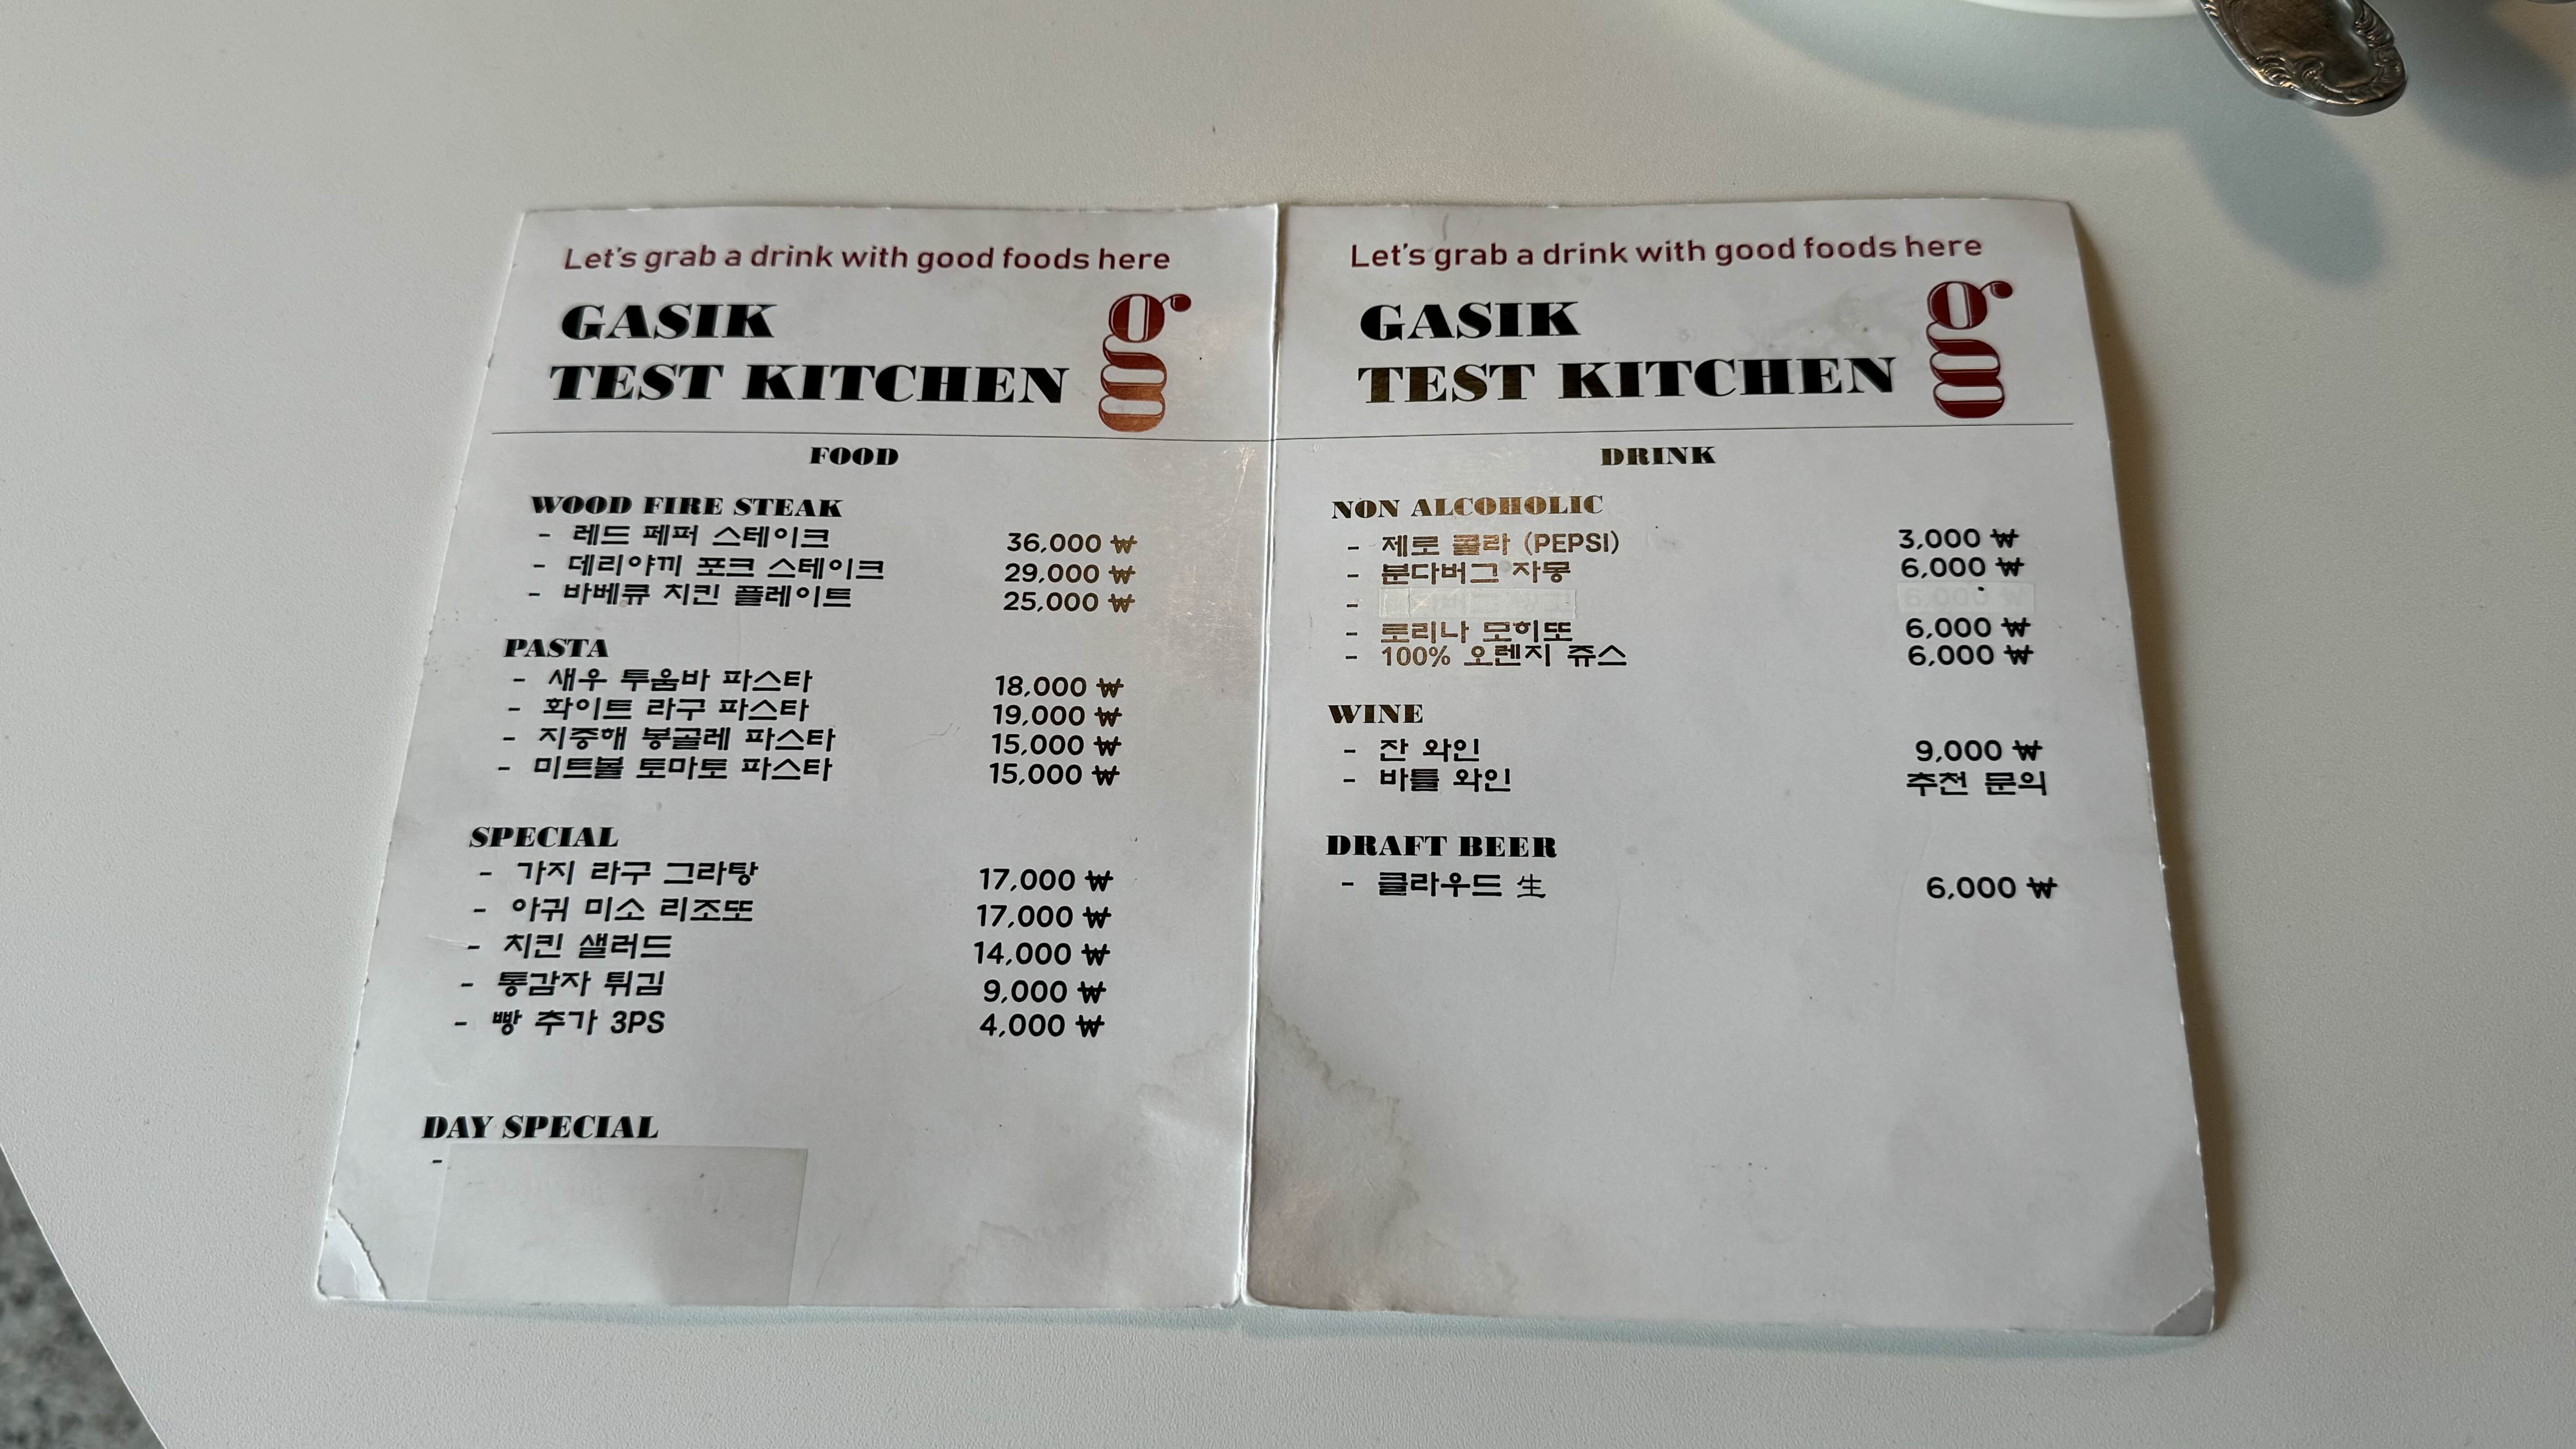 Let's grab a drink with good foods here
GASIK
TEST KITCHEN
g
FOOD
WOOD FIRE STEAK
- 레드 페퍼 스테이크 36,000 ₩
- 데리야끼 포크 스테이크 29,000 ₩
- 바베큐 치킨 플레이트 25,000 ₩
PASTA
- 새우 투움바 파스타 18,000 ₩
- 화이트 라구 파스타 19,000 ₩
- 지중해 봉골레 파스타 15,000 ₩
- 미트볼 토마토 파스타 15,000 ₩
SPECIAL
- 가지 라구 그라탕 17,000 ₩
- 아귀 미소 리조또 17,000 ₩
- 치킨 샐러드 14,000 ₩
- 통감자 튀김 9,000 ₩
- 빵 추가 3PS 4,000 ₩
DAY SPECIAL
-
Let's grab a drink with good foods here
GASIK
TEST KITCHEN
g
DRINK
NON ALCOHOLIC
- 제로 콜라 (PEPSI) 3,000 ₩
- 분다버그 자몽 6,000 ₩
- 6,000 ₩
- 로리나 모히또 6,000 ₩
- 100% 오렌지 쥬스 6,000 ₩
WINE
- 잔 와인 9,000 ₩
- 바틀 와인 추천 문의
DRAFT BEER
- 클라우드 生 6,000 ₩